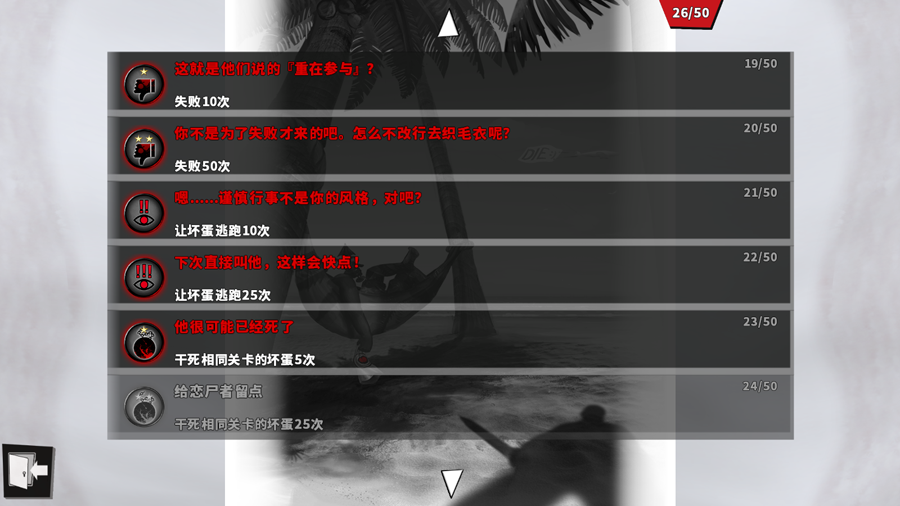 26/50
这就是他们说的『重在参与』？
19/50
失败10次
你不是为了失败才来的吧。怎么不改行去织毛衣呢？
20/50
失败50次
嗯……谨慎行事不是你的风格，对吧？
21/50
让坏蛋逃跑10次
下次直接叫他，这样会快点！
22/50
让坏蛋逃跑25次
他很可能已经死了
23/50
干死相同关卡的坏蛋5次
给恋尸者留点
24/50
干死相同关卡的坏蛋25次
DIE